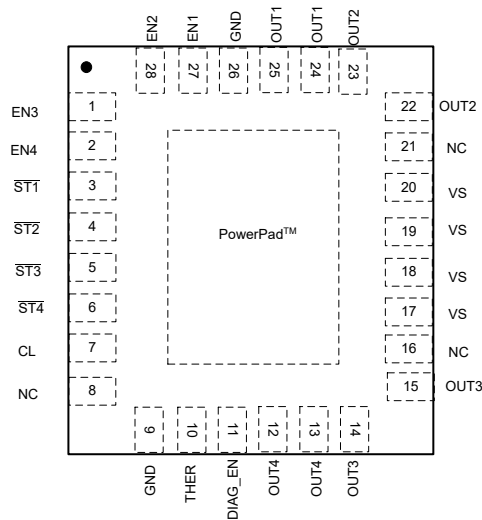 EN2
EN1
GND
OUT1
OUT1
OUT2
28
27
26
25
24
23
EN3
1
EN4
2
ST1
3
ST2
4
ST3
5
ST4
6
CL
7
NC
8
PowerPad™
22
OUT2
21
NC
20
VS
19
VS
18
VS
17
VS
16
NC
15
OUT3
9
10
11
12
13
14
GND
THER
DIAG_EN
OUT4
OUT4
OUT3